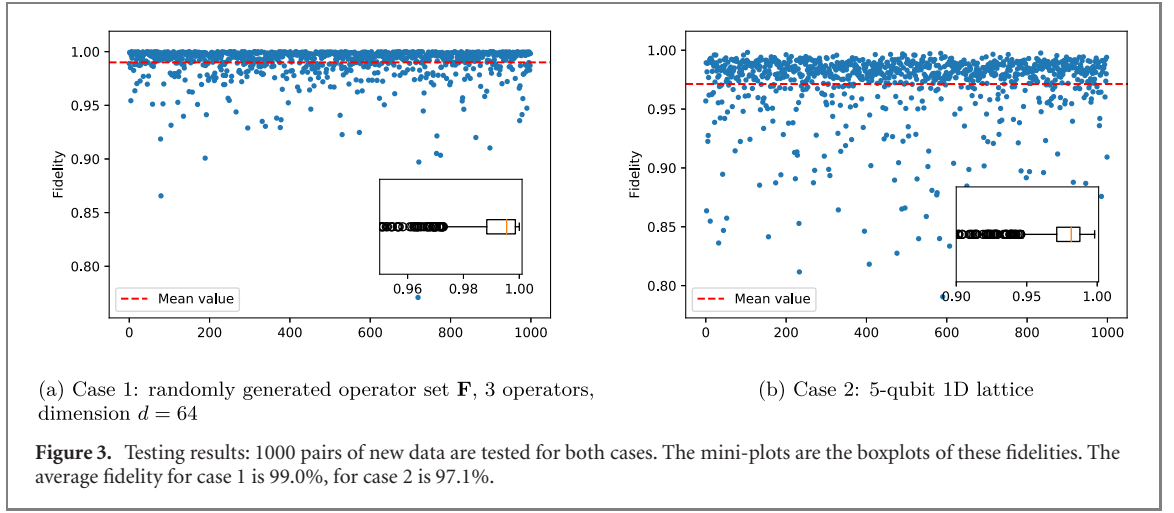 1.00
0.95
0.90
0.85
0.80
Fidelity
0.96 0.98 1.00
Mean value
0 200 400 600 800 1000
1.00
0.95
0.90
0.85
0.80
Fidelity
0.90 0.95 1.00
Mean value
0 200 400 600 800 1000
(a) Case 1: randomly generated operator set F, 3 operators,
dimension d = 64
(b) Case 2: 5-qubit 1D lattice
Figure 3. Testing results: 1000 pairs of new data are tested for both cases. The mini-plots are the boxplots of these fidelities. The
average fidelity for case 1 is 99.0%, for case 2 is 97.1%.